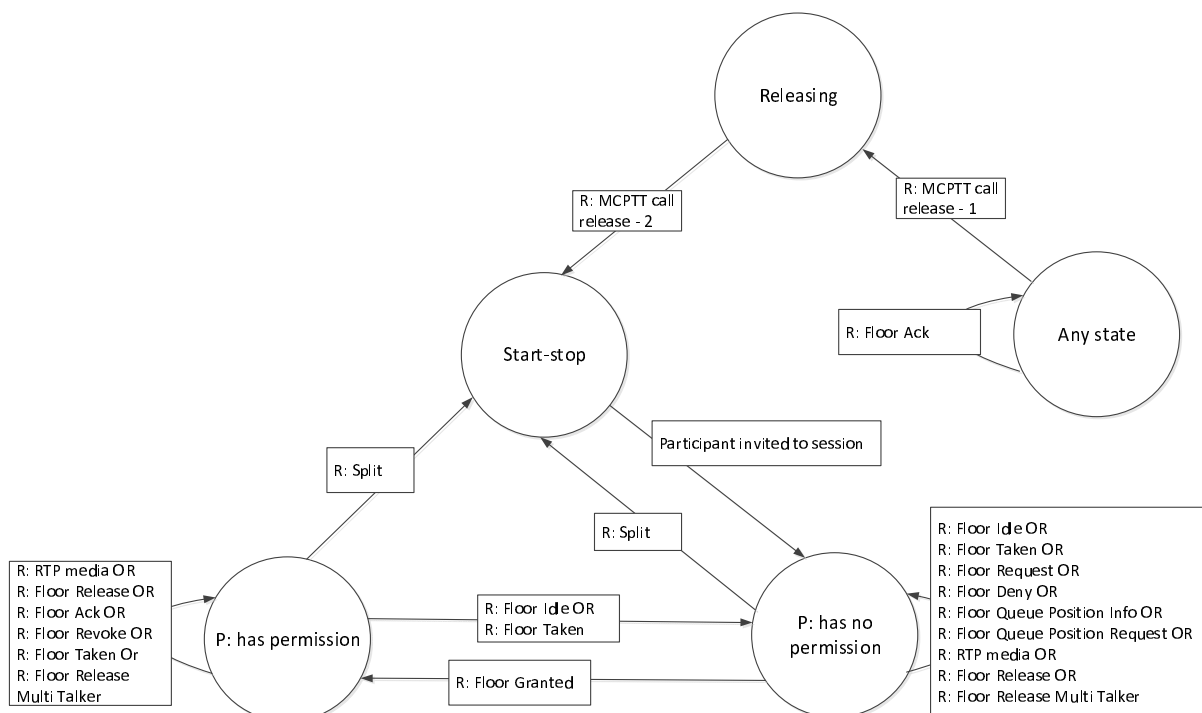 Releasing
R: MCPTT call
release - 2
R: MCPTT call
release - 1
Start-stop
R: Floor Ack
Any state
Participant invited to session
R: Split
R: Split
R: RTP media OR
R: Floor Release OR
R: Floor Ack OR
R: Floor Revoke OR
R: Floor Taken Or
R: Floor Release
Multi Talker
P: has permission
R: Floor Idle OR
R: Floor Taken
R: Floor Granted
P: has no
permission
R: Floor Idle OR
R: Floor Taken OR
R: Floor Request OR
R: Floor Deny OR
R: Floor Queue Position Info OR
R: Floor Queue Position Request OR
R: RTP media OR
R: Floor Release OR
R: Floor Release Multi Talker